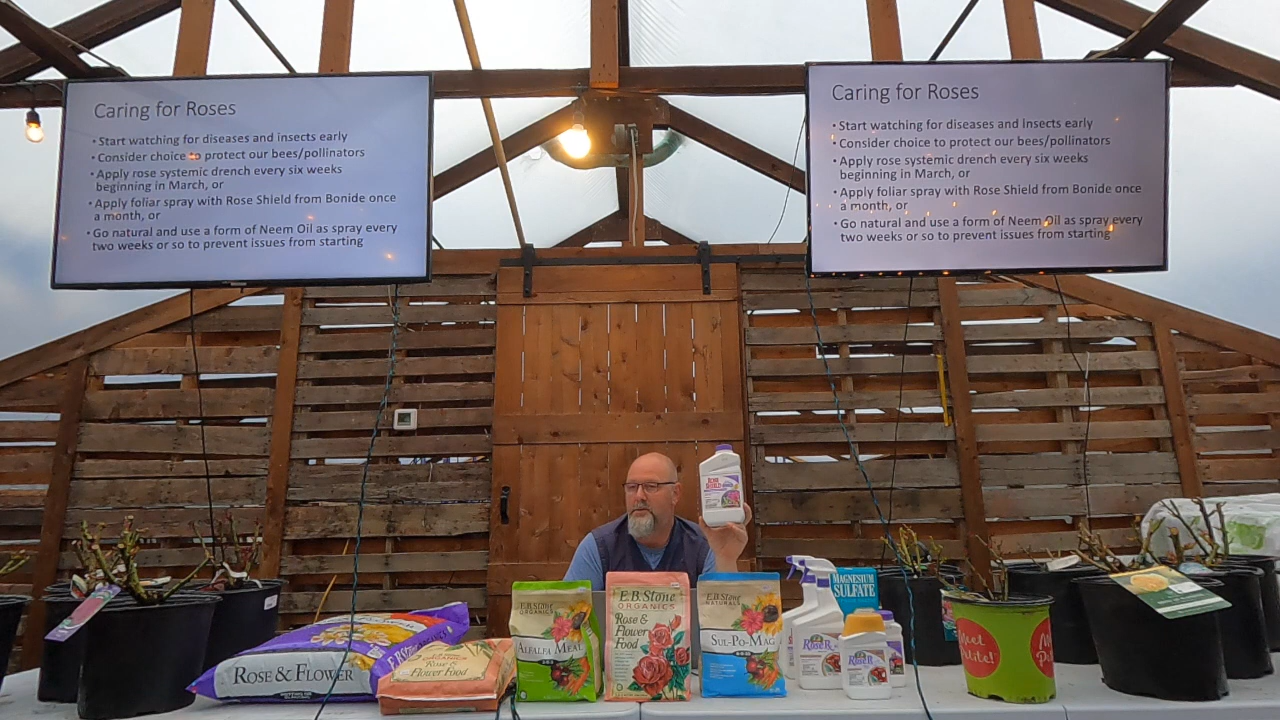 Caring for Roses
• Start watching for diseases and insects early
• Consider choice to protect our bees/pollinators
• Apply rose systemic drench every six weeks
beginning in March, or
• Apply foliar spray with Rose Shield from Bonide once
a month, or
• Go natural and use a form of Neem Oil as spray every
two weeks or so to prevent issues from starting
Caring for Roses
• Start watching for diseases and insects early
• Consider choice to protect our bees/pollinators
• Apply rose systemic drench every six weeks
beginning in March, or
• Apply foliar spray with Rose Shield from Bonide once
a month, or
• Go natural and use a form of Neem Oil as spray every
two weeks or so to prevent issues from starting
ROSE
SHIELD
ROSE & FLOWER
E.B. STONE
ORGANICS
Rose &
Flower Food
E.B. STONE
ORGANICS
ALFALFA MEAL
E.B. STONE
ORGANICS
Rose &
Flower
Food
E.B. STONE
NATURALS
SUL-PO-MAG
MAGNESIUM
SULFATE